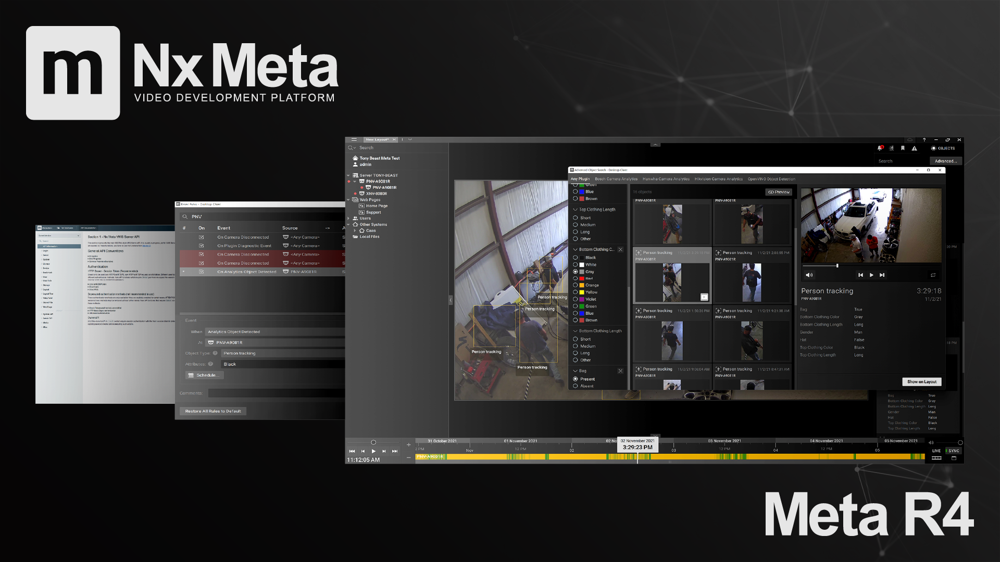 m
Nx Meta
VIDEO DEVELOPMENT PLATFORM
Section 1 - Nx Meta VMS Server API
General API Conventions
Authentication
HTTP Bearer - Session Token (Recommended)
Deprecated authentication methods (not recommended to use)
Event Rules - Desktop Client
PNV
# On Event Source -> A
On Camera Disconnected <Any Camera> S
On Plugin Diagnostic Event <Any Camera> S
On Camera Disconnected <Any Camera> S
On Camera Disconnected <Any Camera> S
* On Analytics Object Detected PNV-A9081R S
Event
When Analytics Object Detected
At PNV-A9081R
Object Type: ? Person tracking
Attributes: ? Black
Schedule...
Comments:
Restore All Rules to Default
New Layout*
Search
Tony Beast Meta Test
admin
Server TONY-BEAST
PNV-A9081R
PNV-A9081R
XNV-8080R
Web Pages
Home Page
Support
Users
Other Systems
Caas
Local Files
Person tracking
Person tracking
Person tracking
Person tracking
OBJECTS
Search
Advanced...
Advanced Object Search - Desktop Client
Any Plugin Bosch Camera Analytics Hanwha Camera Analytics Hikvision Camera Analytics OpenVINO Object Detection
Green
Blue
Brown
Top Clothing Length
Short
Medium
Long
Other
Bottom Clothing C...
Black
White
Gray
Red
Orange
Yellow
Violet
Green
Blue
Brown
Bottom Clothing Length
Short
Medium
Long
Other
Bag
Present
Absent
16 objects
Preview
PNV-A9081R PNV-A9081R
Person tracking 11/2/21 3:29:18 PM Person tracking 11/2/21 2:03:55 PM
PNV-A9081R PNV-A9081R
Person tracking 11/2/21 1:50:36 PM Person tracking 11/2/21 9:21:38 AM
PNV-A9081R PNV-A9081R
Person tracking 11/2/21 9:06:04 AM Person tracking 11/2/21 8:47:21 AM
PNV-A9081R PNV-A9081R
Person tracking 3:29:18
PNV-A9081R 11/2/21
Bag True
Bottom Clothing Color Gray
Bottom Clothing Length Long
Gender Man
Hat False
Top Clothing Color Black
Top Clothing Length Long
Show on Layout
Bag True
Bottom Clothing Color Gray
Bottom Clothing Length Long
Gender Man
Hat False
Top Clothing Color Black
Top Clothing Length Long
11:12:05 AM
31 October 2021 01 November 2021 02 No 03 November 2021 04 November 2021 05 November 2021
2 PM Nov 12 PM 02 03 12 PM 04 12 PM 05
02 November 2021
3:29:23 PM
PNV-A9081R
LIVE SYNC
Meta R4